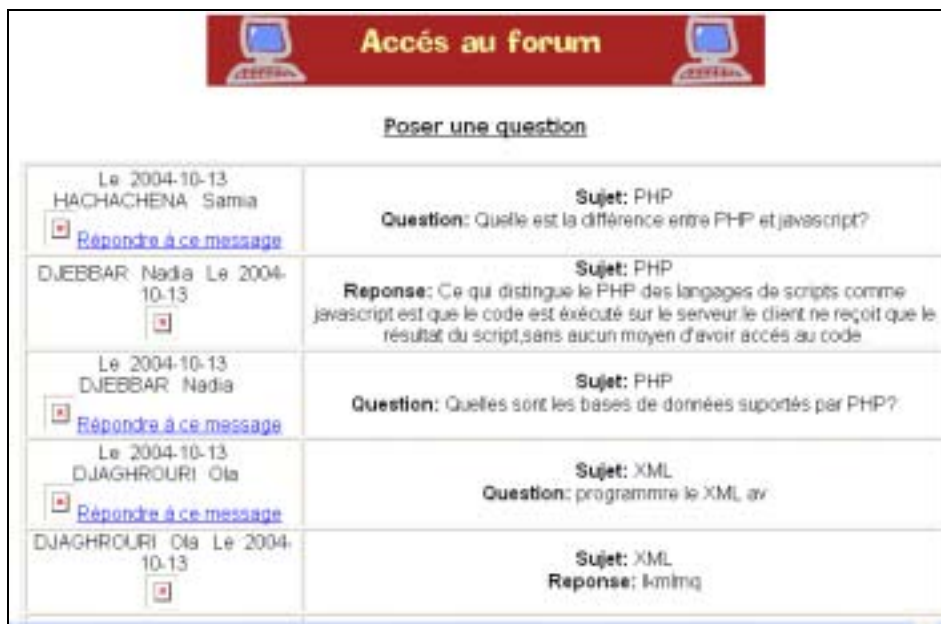 Accés au forum
Poser une question
Le 2004-10-13
HACHACHENA Samia
Répondre à ce message
Sujet: PHP
Question: Quelle est la différence entre PHP et javascript?
DJEBBAR Nadia Le 2004-
10-13
Sujet: PHP
Reponse: Ce qui distingue le PHP des langages de scripts comme
javascript est que le code est éxécuté sur le serveur le client ne reçoit que le
résultat du script,sans aucun moyen d'avoir accés au code
Le 2004-10-13
DJEBBAR Nadia
Répondre à ce message
Sujet: PHP
Question: Quelles sont les bases de données suportés par PHP?
Le 2004-10-13
DJAGHROURI Ola
Répondre à ce message
Sujet: XML
Question: programmre le XML av
DJAGHROURI Ola Le 2004-
10-13
Sujet: XML
Reponse: lkmlmq